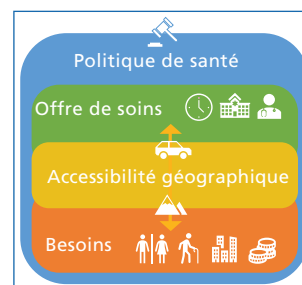 Politique de santé
Offre de soins
Accessibilité géographique
Besoins